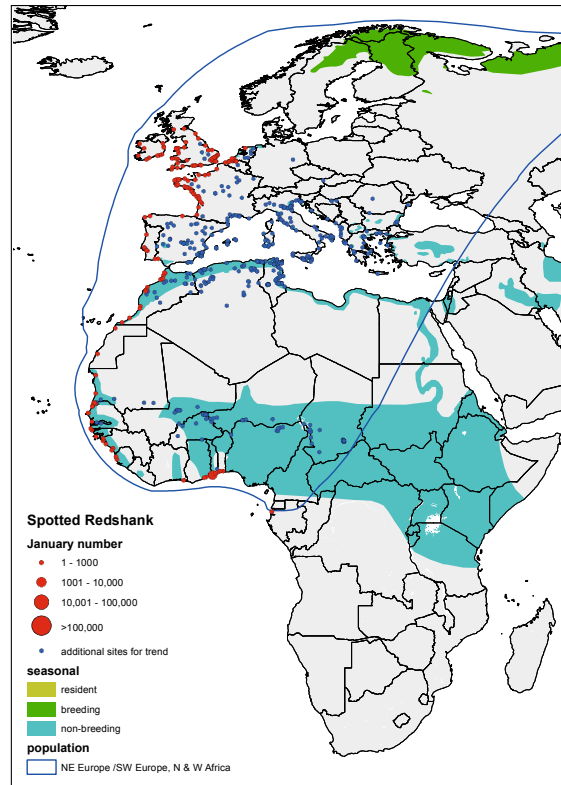 Spotted Redshank
January number
1 - 1000
1001 - 10,000
10,001 - 100,000
>100,000
additional sites for trend
seasonal
resident
breeding
non-breeding
population
NE Europe /SW Europe, N & W Africa